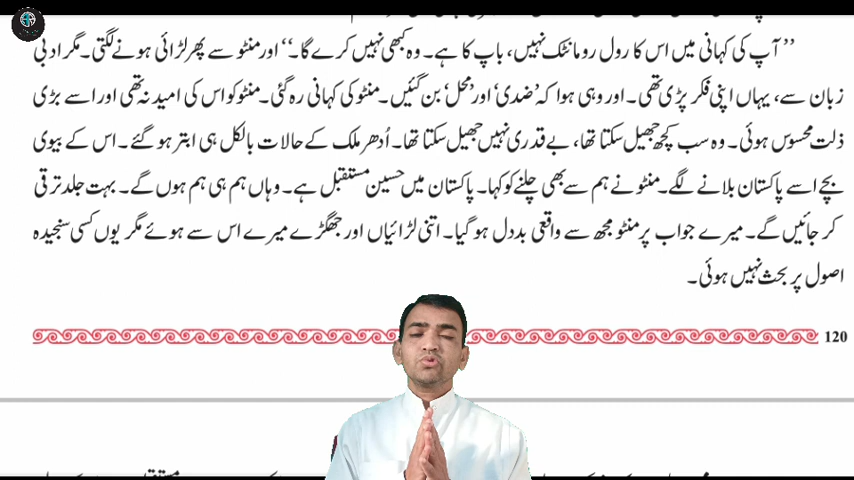 ’’آپ کی کہانی میں اس کا رول رومانٹک نہیں، باپ کا ہے۔ وہ کبھی نہیں کرے گا۔‘‘ اور منٹو سے پھر لڑائی ہونے لگتی۔ مگر ادبی
زبان سے، یہاں اپنی فکر پڑی تھی۔ اور وہی ہوا کہ ’ضدی‘ اور ’محل‘ بن گئیں۔ منٹو کی کہانی رہ گئی۔ منٹو کو اس کی امید نہ تھی اور اسے بڑی
ذلت محسوس ہوئی۔ وہ سب کچھ جھیل سکتا تھا، بے قدری نہیں جھیل سکتا تھا۔ اُدھر ملک کے حالات بالکل ہی ابتر ہو گئے۔ اس کے بیوی
بچے اسے پاکستان بلانے لگے۔ منٹو نے ہم سے بھی چلنے کو کہا۔ پاکستان میں حسین مستقبل ہے۔ وہاں ہم ہی ہم ہوں گے۔ بہت جلد ترقی
کر جائیں گے۔ میرے جواب پر منٹو مجھ سے واقعی بددل ہو گیا۔ اتنی لڑائیاں اور جھگڑے میرے اس سے ہوئے مگر یوں کسی سنجیدہ
اصول پر بحث نہیں ہوئی۔
120